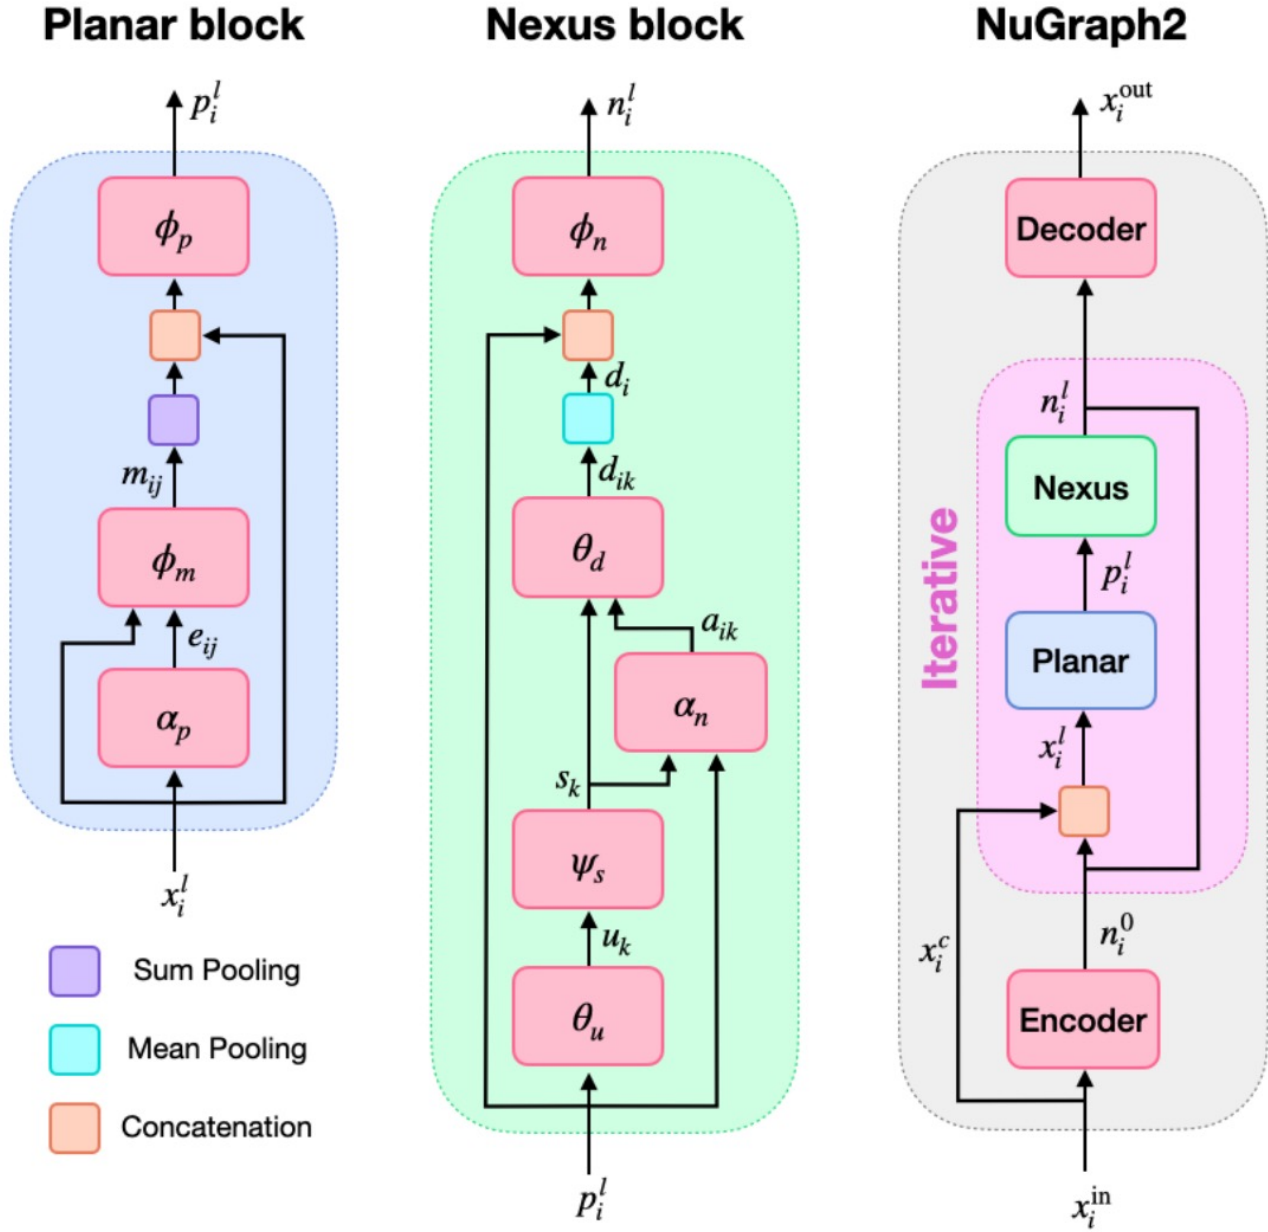 Planar block
p_i^l
ϕ_p
m_ij
ϕ_m
e_ij
α_p
x_i^l
Sum Pooling
Mean Pooling
Concatenation
Nexus block
n_i^l
ϕ_n
d_i
d_ik
θ_d
a_ik
α_n
s_k
ψ_s
u_k
θ_u
p_i^l
NuGraph2
x_i^out
Decoder
n_i^l
Nexus
Iterative
p_i^l
Planar
x_i^l
x_i^c
n_i^0
Encoder
x_i^in